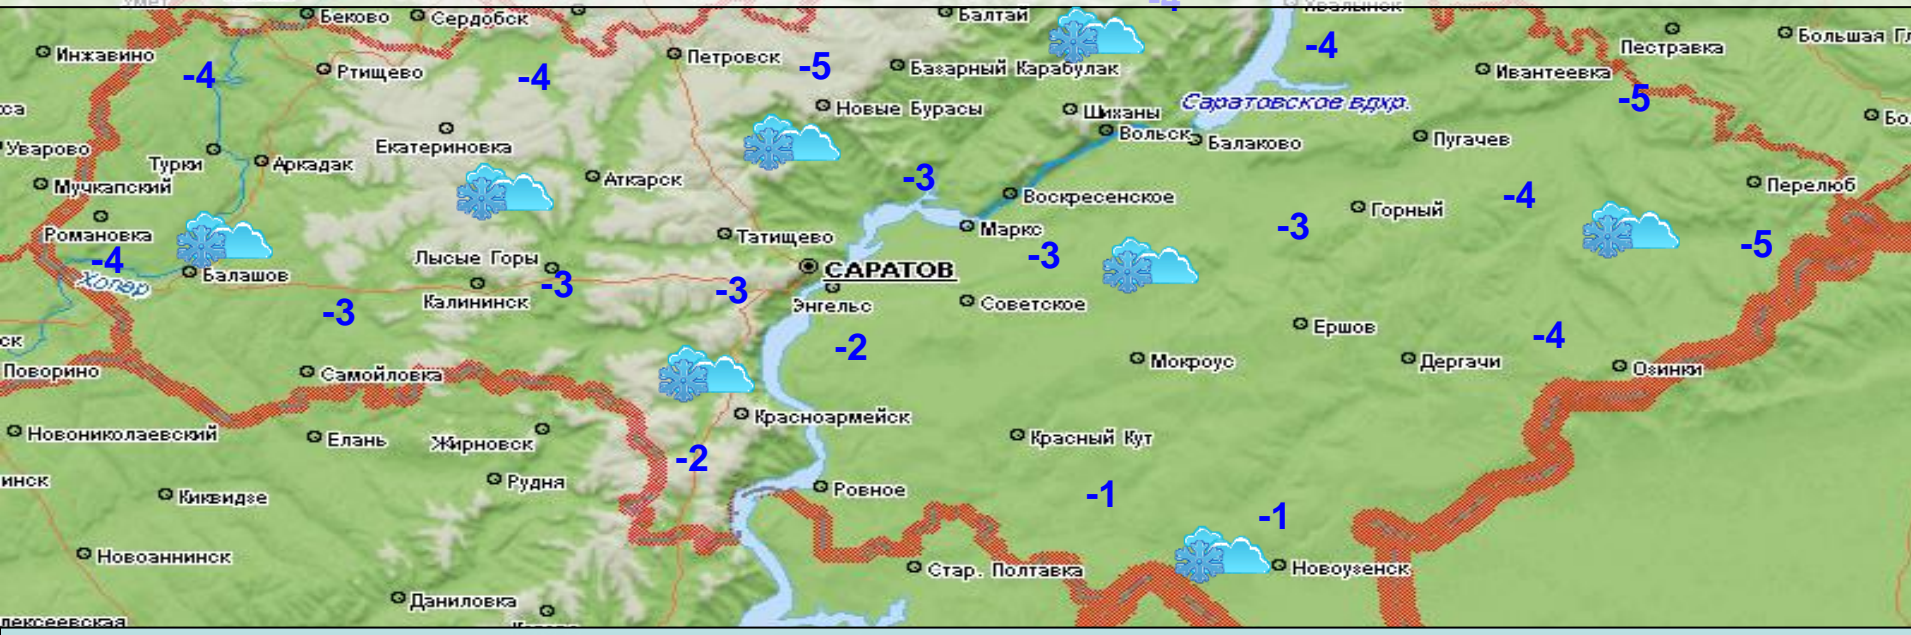 Беково
Сердобск
Балтай
Хвалынск
-4
Инжавино
Ртищево
Петровск
Базарный Карабулак
Пестравка
Ивантеевка
-4
-4
-5
-4
-5
Новые Бурасы
Шиханы
Саратовское вдхр.
Вольск
Балаково
Пугачев
Уварово
Турки
Аркадак
Екатериновка
Аткарск
Мучкапский
-3
Воскресенское
-4
Перелюб
Горный
Романовка
Татищево
Маркс
-3
-5
-4
Хопер
Балашов
Лысые Горы
Калининск
-3
-3
САРАТОВ
-3
Энгельс
Советское
-3
-2
Ершов
-4
Поворино
Самойловка
Мокроус
Дергачи
Озинки
Новониколаевский
Елань
Жирновск
Красноармейск
Красный Кут
-2
Киквидзе
Рудня
Ровное
-1
-1
Новоаннинск
Стар. Полтавка
Новоузенск
Даниловка